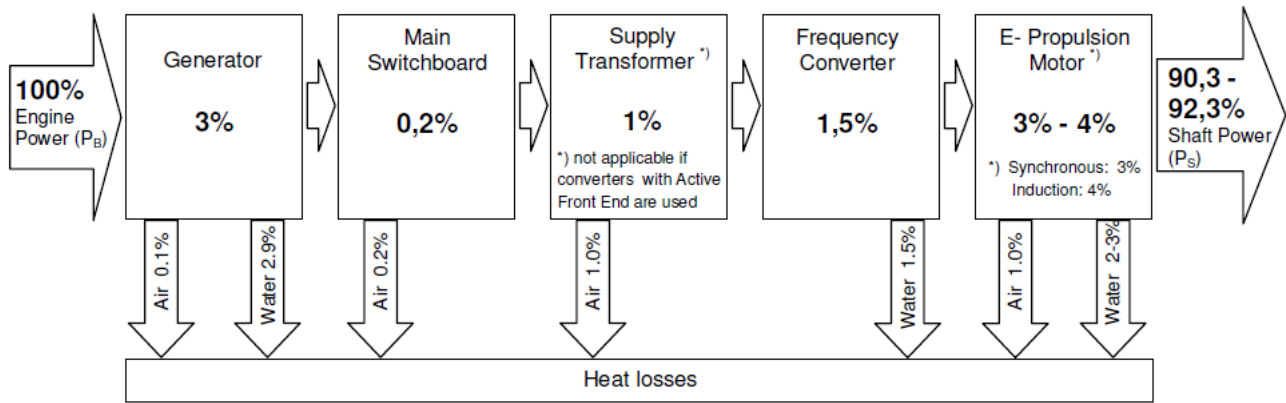 100%
Engine
Power (P_B)
Generator
3%
Main
Switchboard
0,2%
Supply
Transformer *)
1%
*) not applicable if
converters with Active
Front End are used
Frequency
Converter
1,5%
E- Propulsion
Motor *)
3% - 4%
*) Synchronous: 3%
Induction: 4%
90,3 -
92,3%
Shaft Power
(P_S)
Air 0.1%
Water 2.9%
Air 0.2%
Air 1.0%
Water 1.5%
Air 1.0%
Water 2-3%
Heat losses